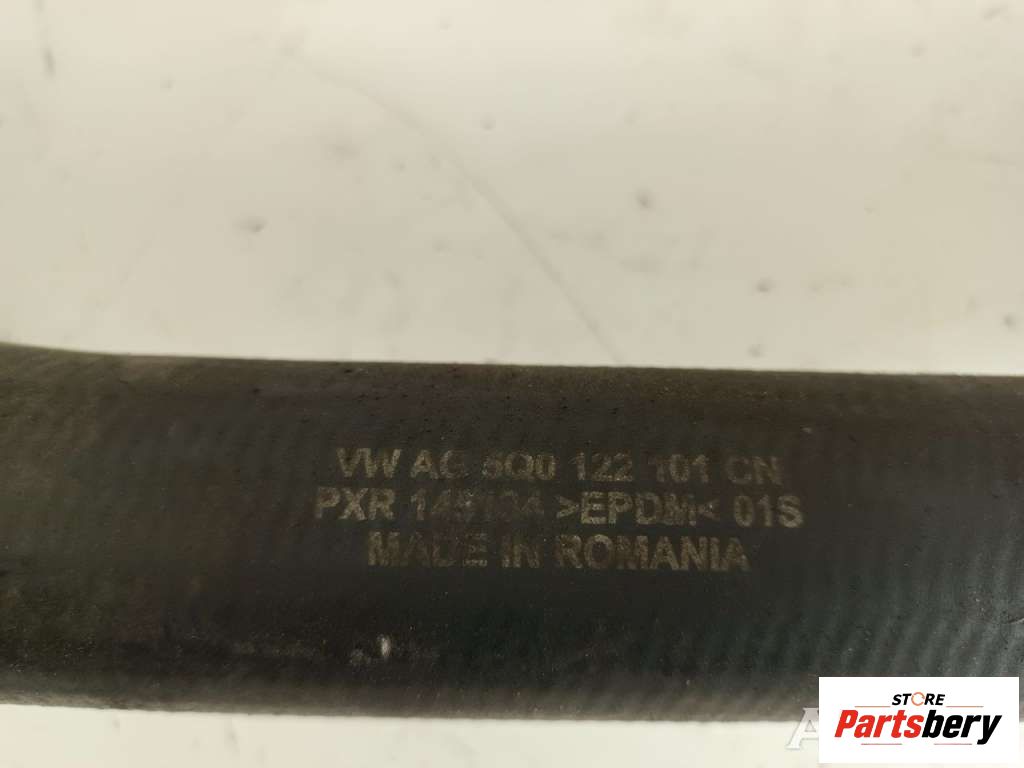 VW AG 5Q0 122 101 CN
PXR >EPDM< 01S
MADE IN ROMANIA
STORE
Partsbery